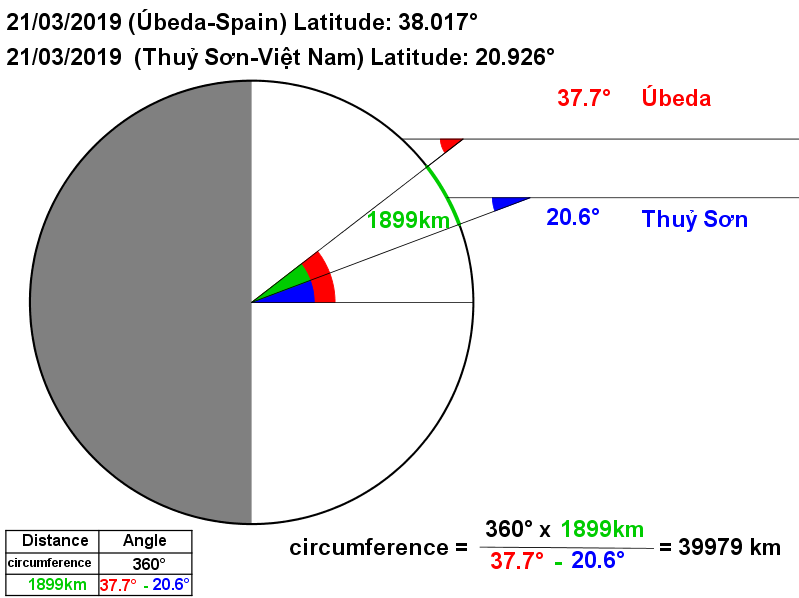 21/03/2019 (Úbeda-Spain) Latitude: 38.017°
21/03/2019 (Thuỷ Sơn-Việt Nam) Latitude: 20.926°
37.7° Úbeda
1899km
20.6° Thuỷ Sơn
Distance Angle
circumference 360°
1899km 37.7° - 20.6°
360° x 1899km
circumference = = 39979 km
37.7° - 20.6°